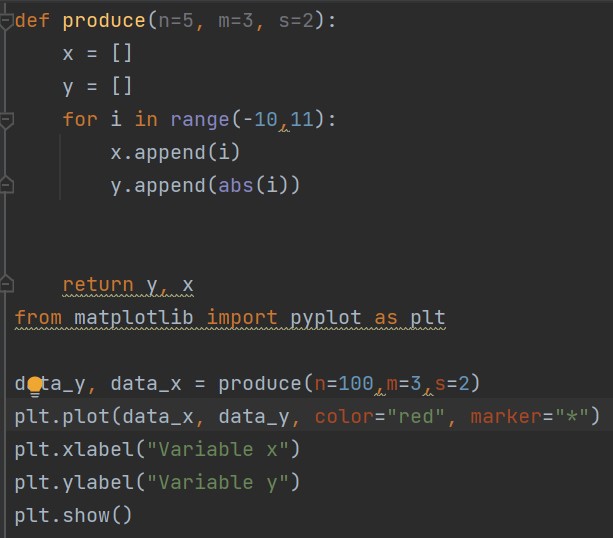 def produce(n=5, m=3, s=2):
    x = []
    y = []
    for i in range(-10,11):
        x.append(i)
        y.append(abs(i))
    return y, x
from matplotlib import pyplot as plt
data_y, data_x = produce(n=100,m=3,s=2)
plt.plot(data_x, data_y, color="red", marker="*")
plt.xlabel("Variable x")
plt.ylabel("Variable y")
plt.show()